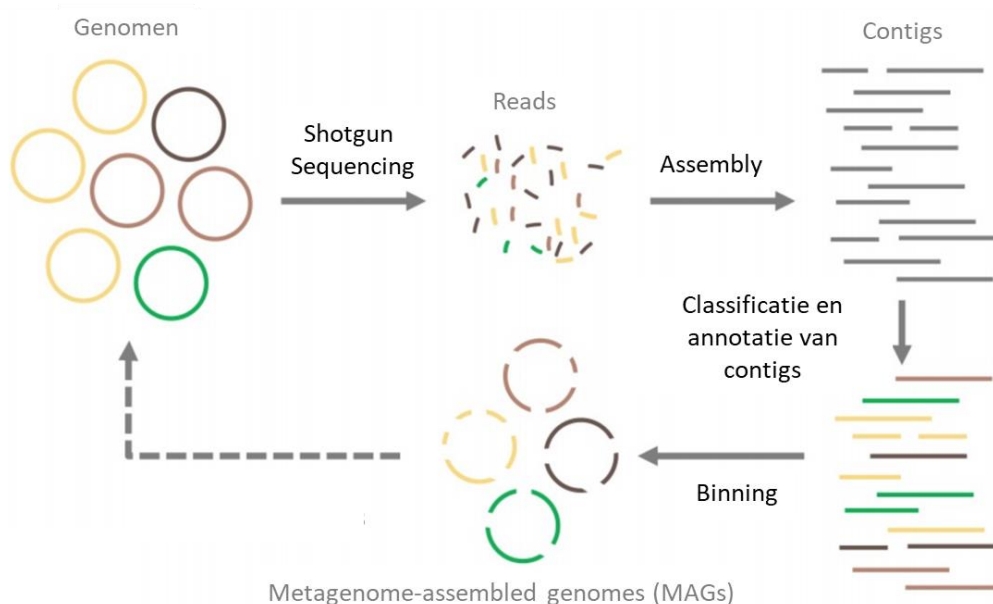 Genomen
Contigs
Reads
Shotgun
Sequencing
Assembly
Classificatie en
annotatie van
contigs
Binning
Metagenome-assembled genomes (MAGs)